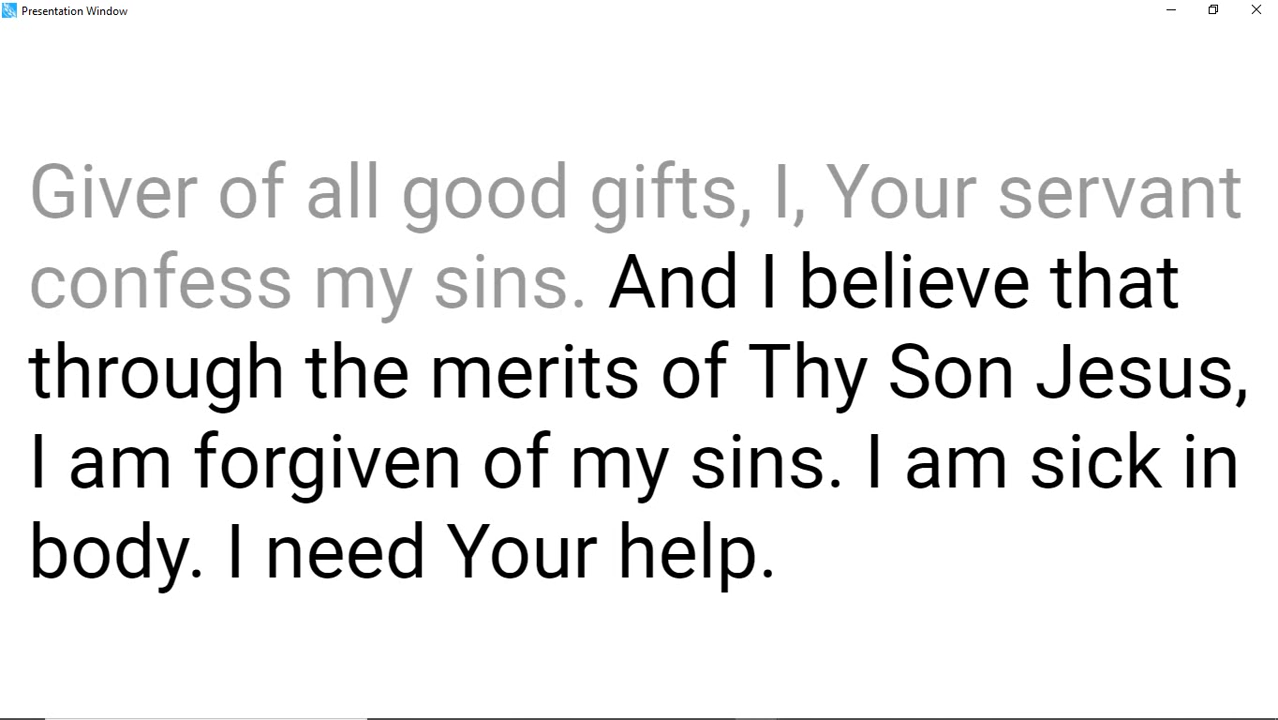 Presentation Window
Giver of all good gifts, I, Your servant
confess my sins. And I believe that
through the merits of Thy Son Jesus,
I am forgiven of my sins. I am sick in
body. I need Your help.